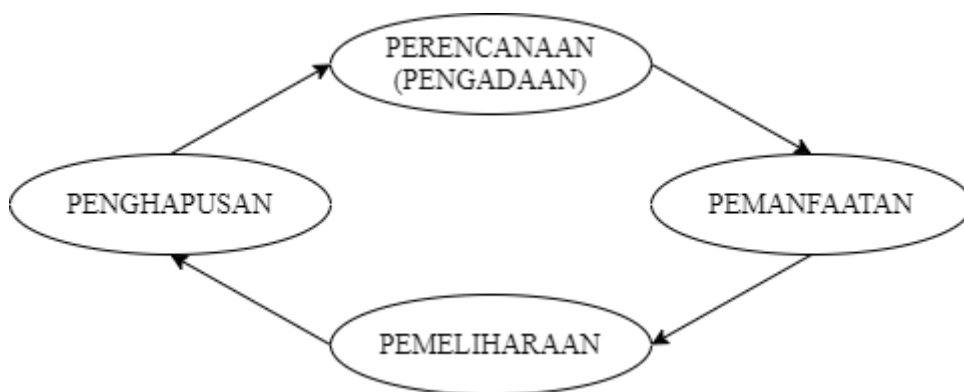 PERENCANAAN
(PENGADAAN)
PENGHAPUSAN
PEMANFAATAN
PEMELIHARAAN